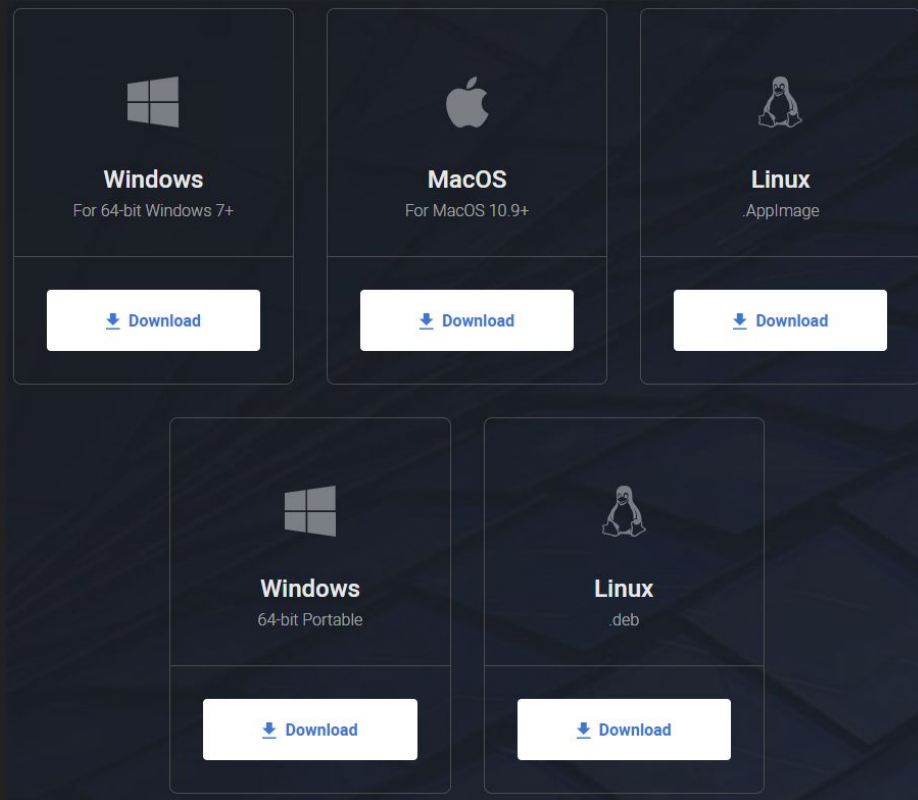 Windows
For 64-bit Windows 7+
Download
MacOS
For MacOS 10.9+
Download
Linux
.AppImage
Download
Windows
64-bit Portable
Download
Linux
.deb
Download